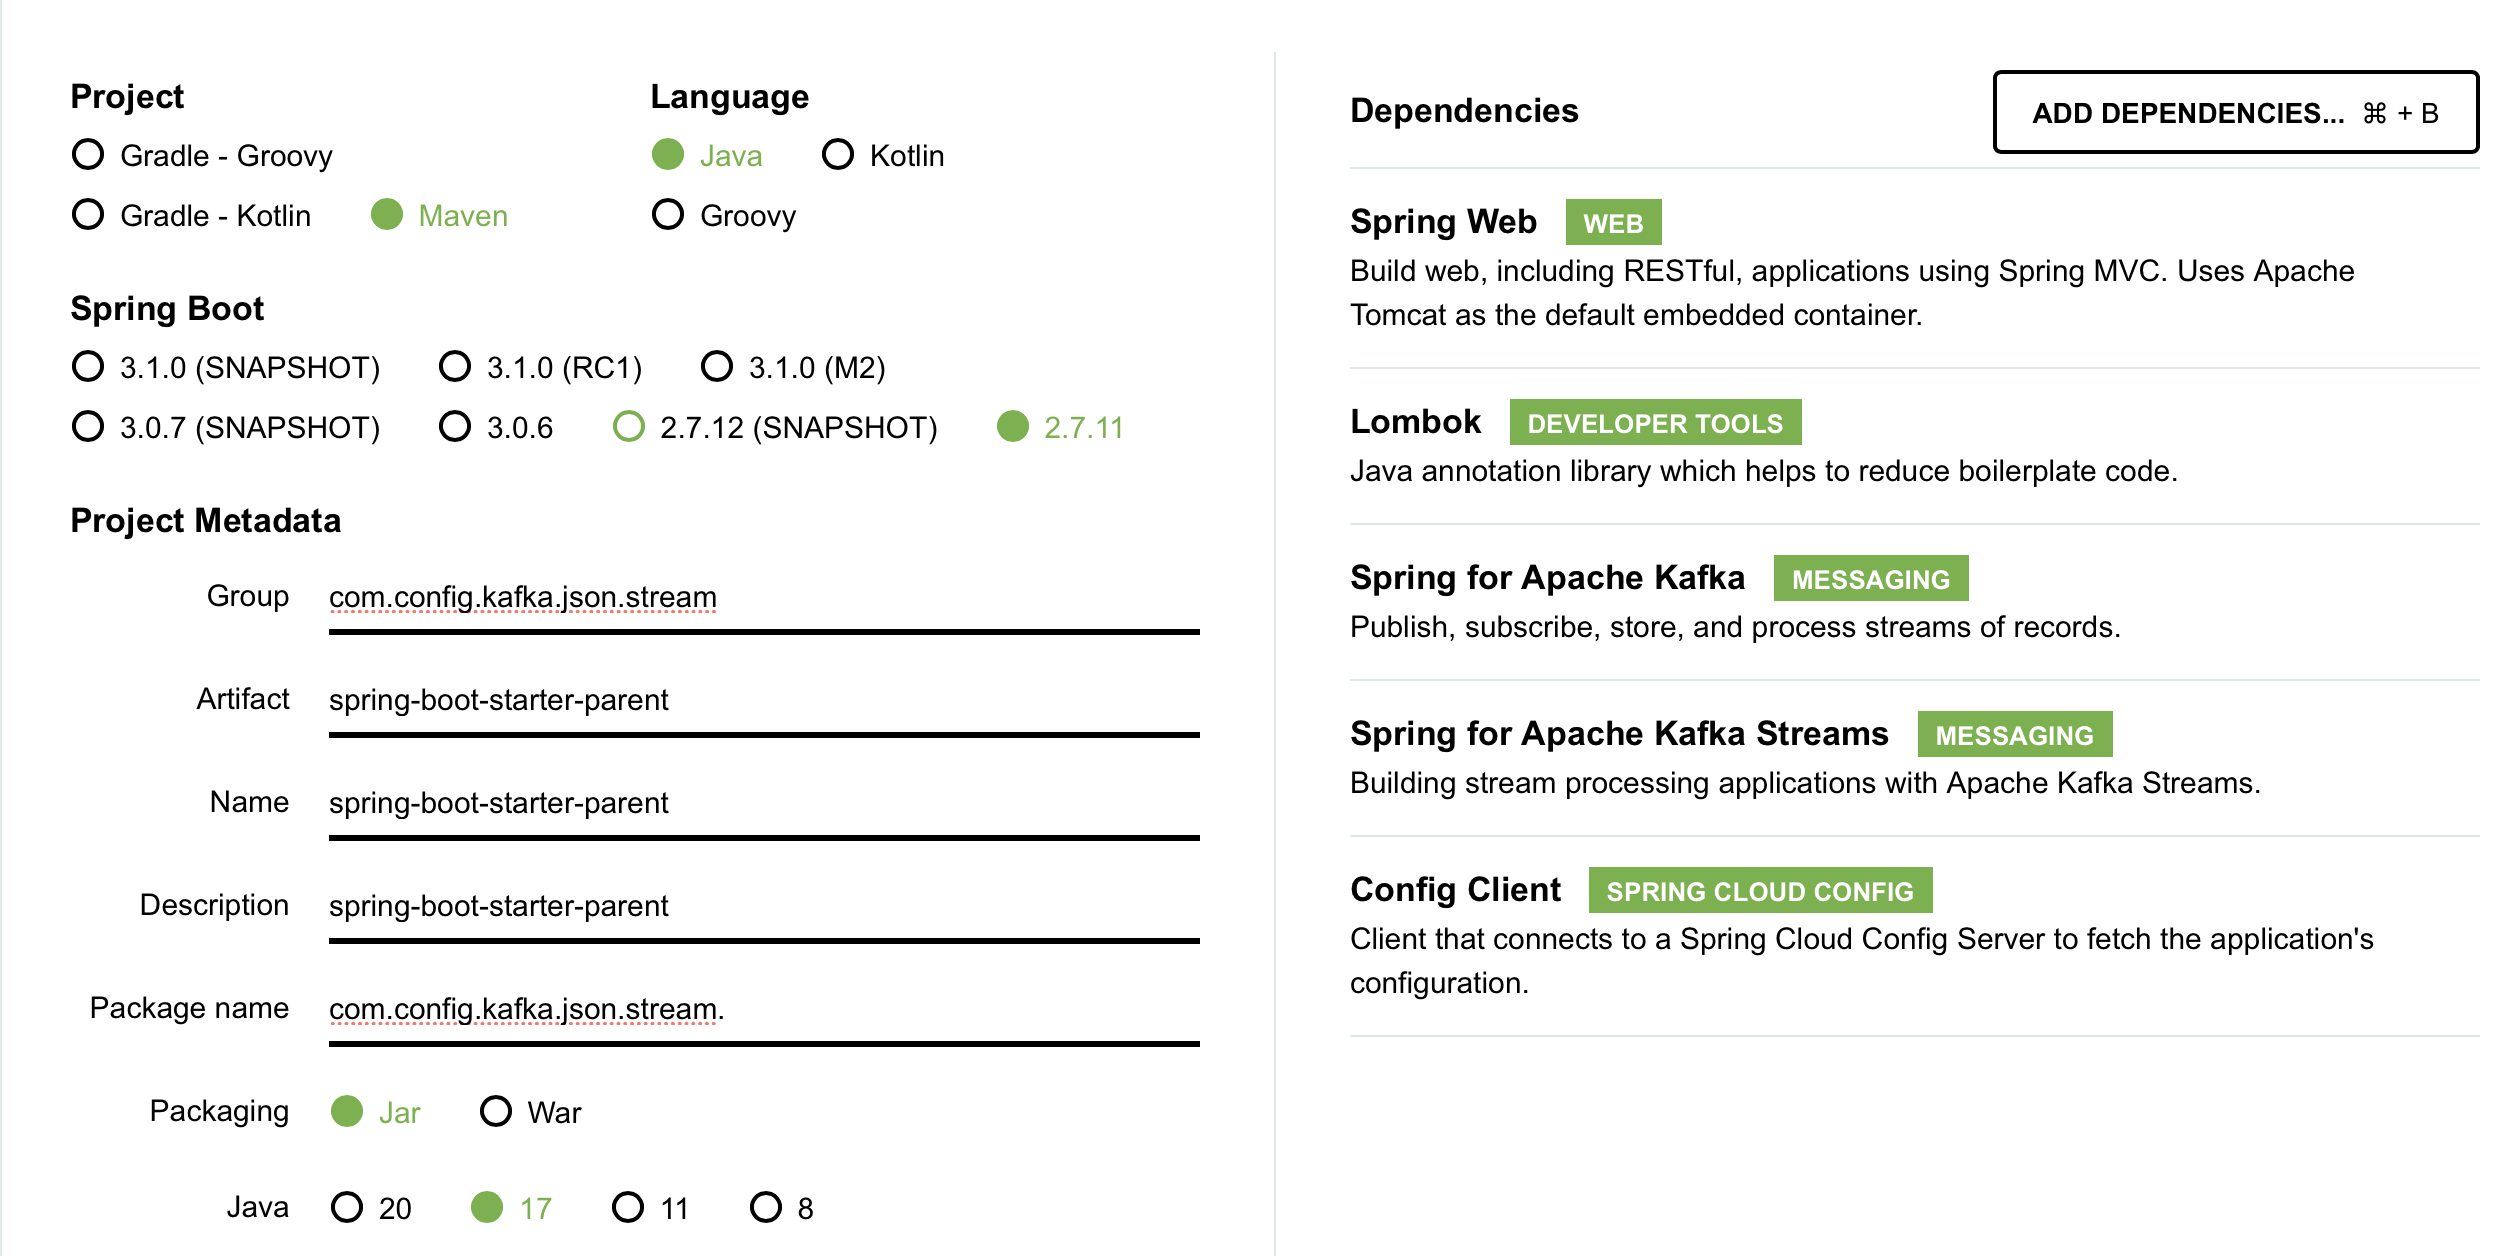 Project
Gradle - Groovy
Gradle - Kotlin Maven
Language
Java Kotlin
Groovy
Spring Boot
3.1.0 (SNAPSHOT) 3.1.0 (RC1) 3.1.0 (M2)
3.0.7 (SNAPSHOT) 3.0.6 2.7.12 (SNAPSHOT) 2.7.11
Project Metadata
Group com.config.kafka.json.stream
Artifact spring-boot-starter-parent
Name spring-boot-starter-parent
Description spring-boot-starter-parent
Package name com.config.kafka.json.stream.
Packaging Jar War
Java 20 17 11 8
Dependencies ADD DEPENDENCIES... ⌘ + B
Spring Web WEB
Build web, including RESTful, applications using Spring MVC. Uses Apache
Tomcat as the default embedded container.
Lombok DEVELOPER TOOLS
Java annotation library which helps to reduce boilerplate code.
Spring for Apache Kafka MESSAGING
Publish, subscribe, store, and process streams of records.
Spring for Apache Kafka Streams MESSAGING
Building stream processing applications with Apache Kafka Streams.
Config Client SPRING CLOUD CONFIG
Client that connects to a Spring Cloud Config Server to fetch the application's
configuration.